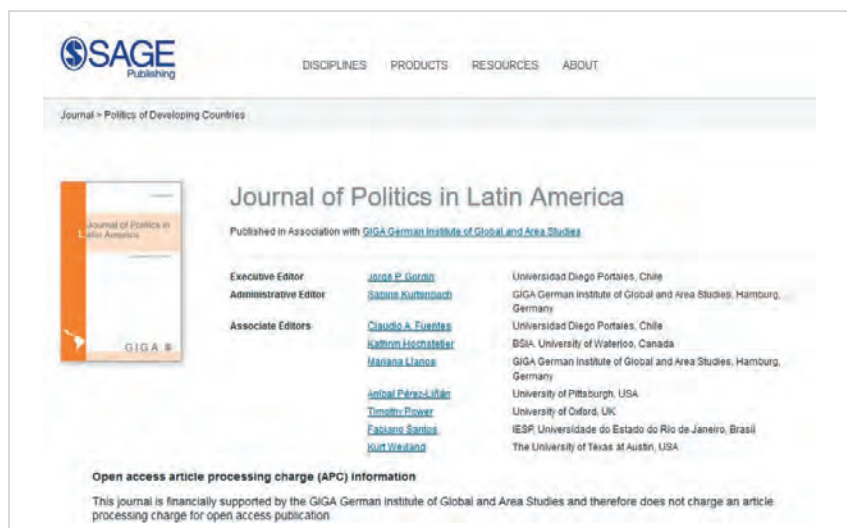 SAGE
Publishing
DISCIPLINES PRODUCTS RESOURCES ABOUT
Journal > Politics of Developing Countries
Journal of Politics in Latin America
Journal of Politics in
Latin America
GIGA
Published in Association with GIGA German Institute of Global and Area Studies
Executive Editor Jorge P. Gordin Universidad Diego Portales, Chile
Administrative Editor Sabine Kurtenbach GIGA German Institute of Global and Area Studies, Hamburg,
Germany
Associate Editors Claudio A. Fuentes Universidad Diego Portales, Chile
Kathryn Hochstetler BSIA, University of Waterloo, Canada
Mariana Llanos GIGA German Institute of Global and Area Studies, Hamburg,
Germany
Aníbal Pérez-Liñán University of Pittsburgh, USA
Timothy Power University of Oxford, UK
Fabiano Santos IESP, Universidade do Estado do Rio de Janeiro, Brasil
Kurt Weyland The University of Texas at Austin, USA
Open access article processing charge (APC) information
This journal is financially supported by the GIGA German Institute of Global and Area Studies and therefore does not charge an article
processing charge for open access publication